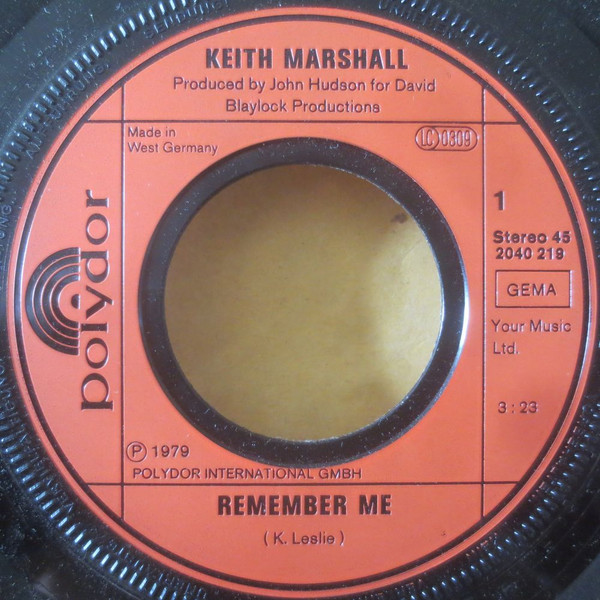 KEITH MARSHALL
Produced by John Hudson for David
Blaylock Productions
Made in
West Germany
LC 0309
polydor
1
Stereo 45
2040 219
GEMA
Your Music
Ltd.
3:23
Ⓟ 1979
POLYDOR INTERNATIONAL GMBH
REMEMBER ME
( K. Leslie )